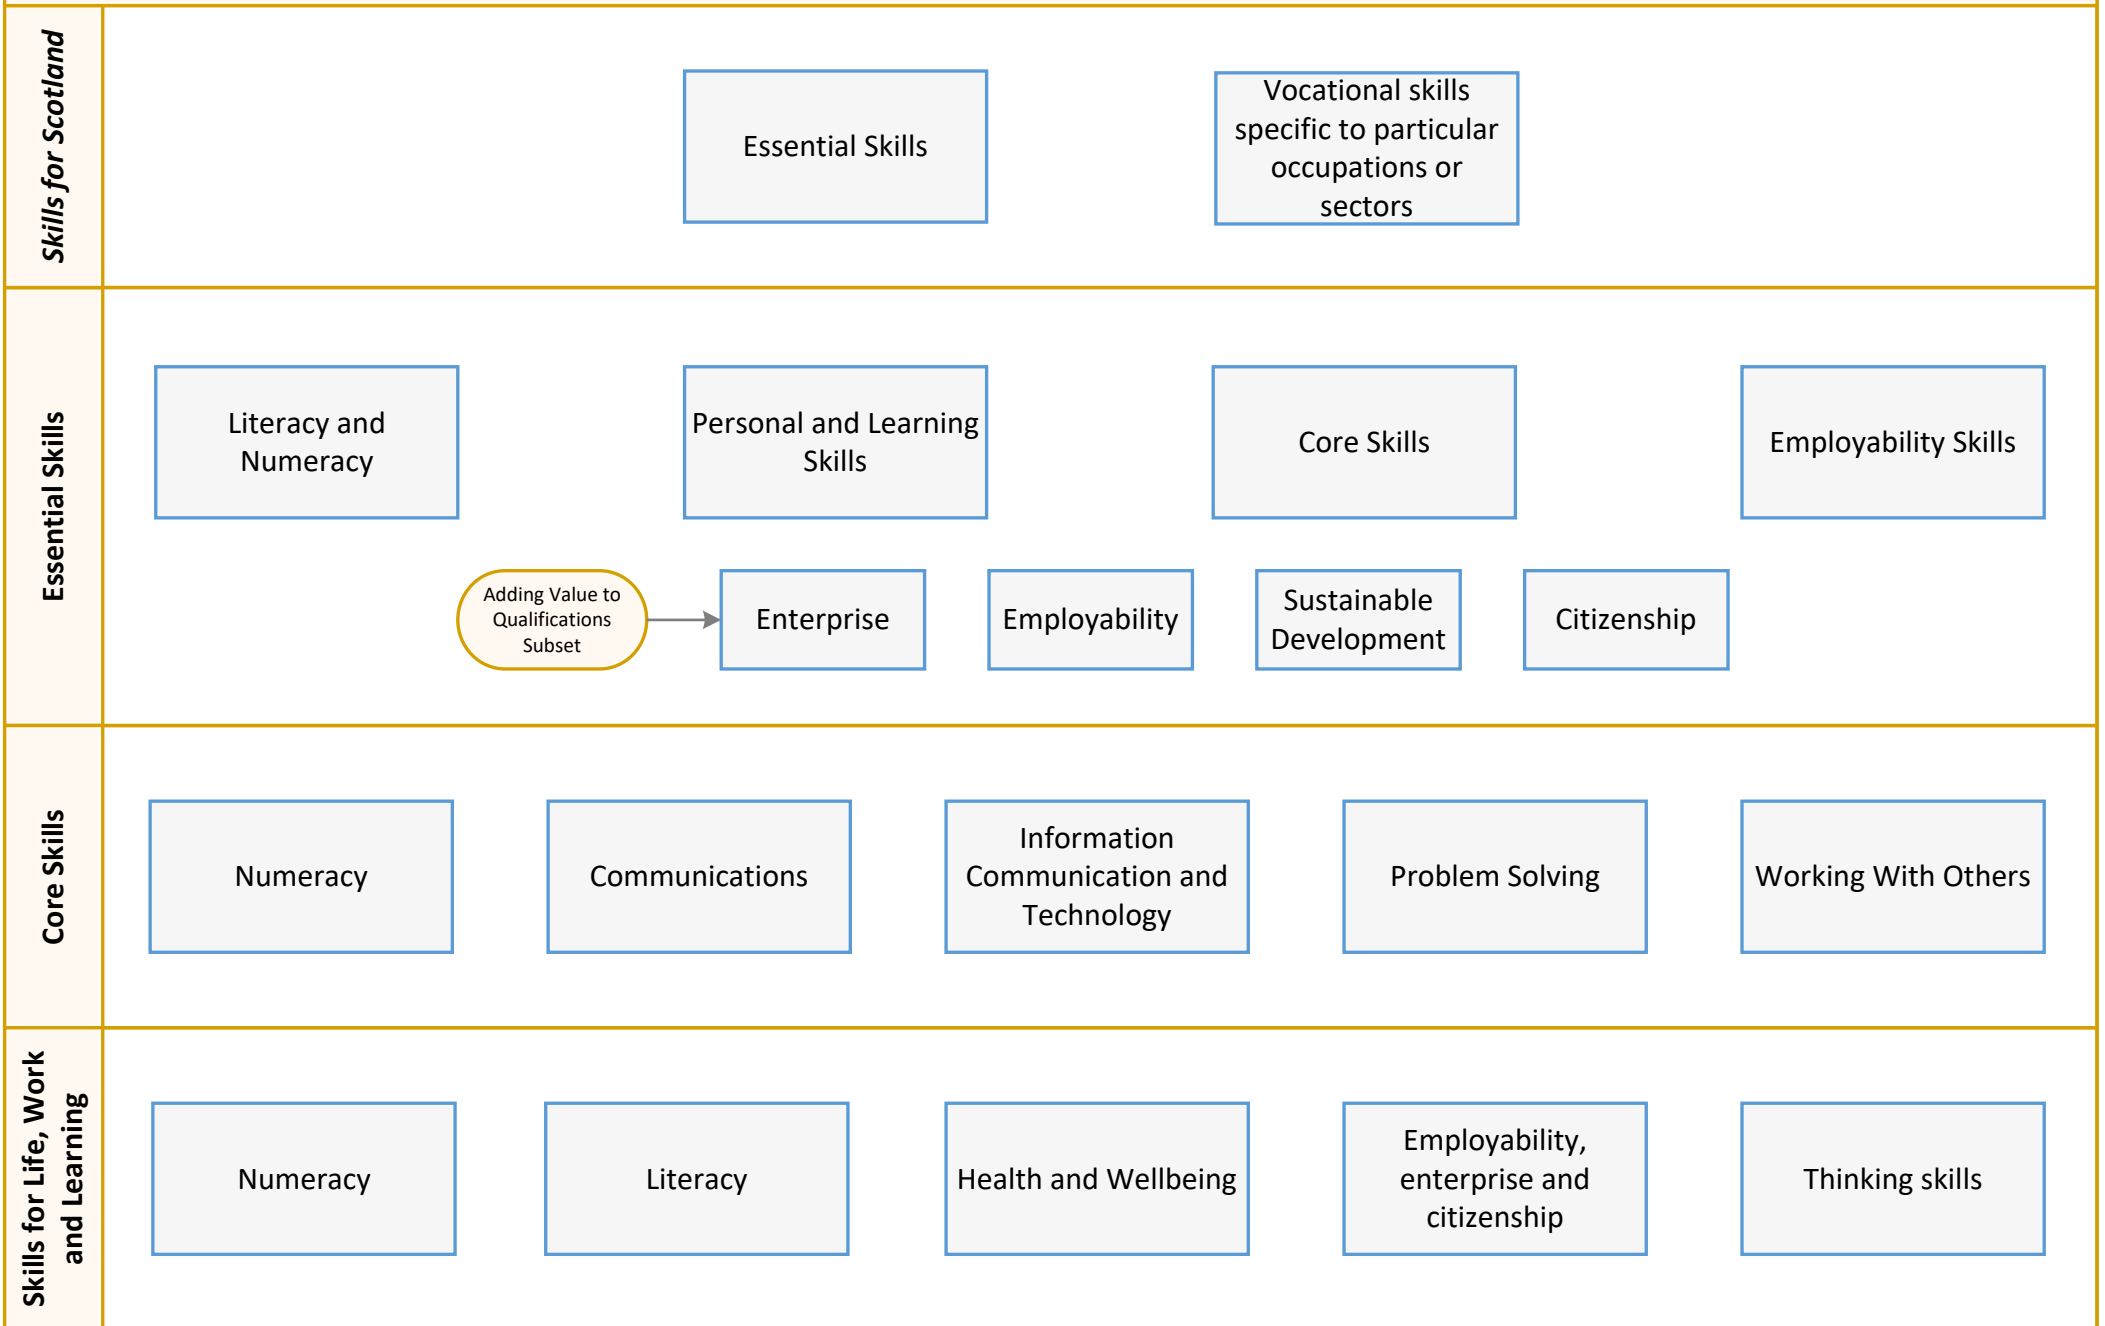 Skills for Scotland
Essential Skills
Vocational skills
specific to particular
occupations or
sectors
Essential Skills
Literacy and
Numeracy
Personal and Learning
Skills
Core Skills
Employability Skills
Adding Value to
Qualifications
Subset
Enterprise
Employability
Sustainable
Development
Citizenship
Core Skills
Numeracy
Communications
Information
Communication and
Technology
Problem Solving
Working With Others
Skills for Life, Work
and Learning
Numeracy
Literacy
Health and Wellbeing
Employability,
enterprise and
citizenship
Thinking skills